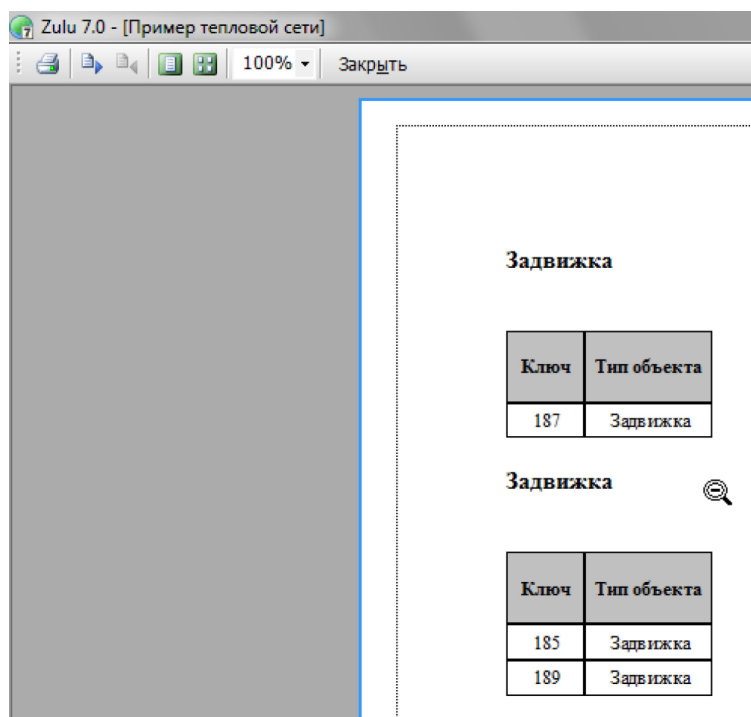 Zulu 7.0 - [Пример тепловой сети]
100% Закрыть
Задвижка
Ключ Тип объекта
187 Задвижка
Задвижка
Ключ Тип объекта
185 Задвижка
189 Задвижка